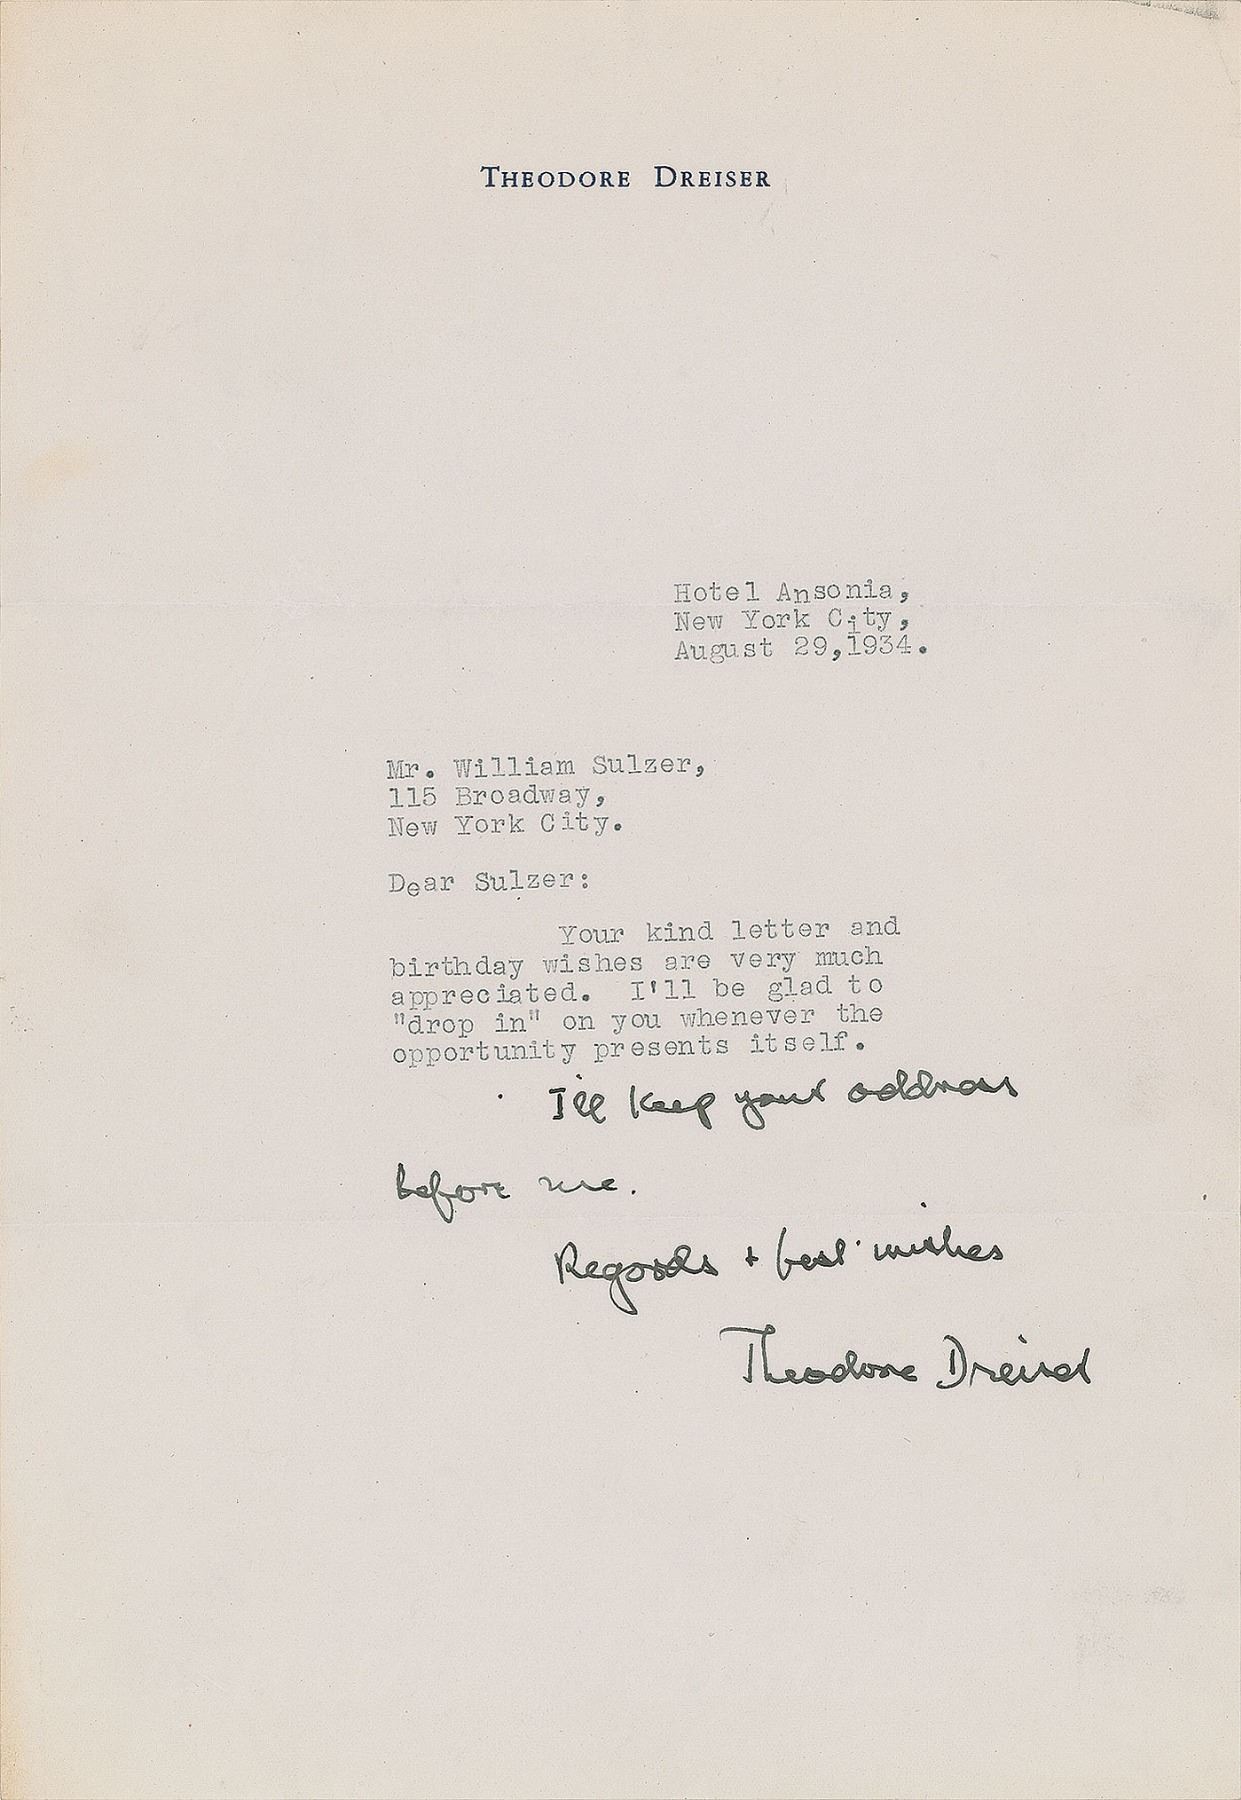 THEODORE DREISER
Hotel Ansonia,
New York City,
August 29,1934.
Mr. William Sulzer,
115 Broadway,
New York City.
Dear Sulzer:
Your kind letter and
birthday wishes are very much
appreciated. I'll be glad to
"drop in" on you whenever the
opportunity presents itself.
I'll keep your address
before me.
Regards + best wishes
Theodore Dreiser